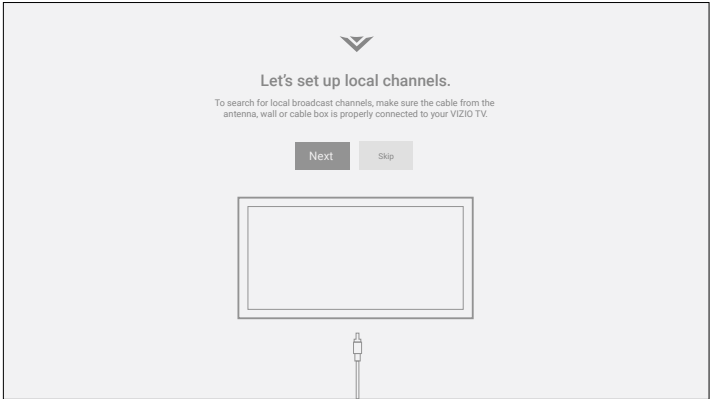 Let's set up local channels.
To search for local broadcast channels, make sure the cable from the
antenna, wall or cable box is properly connected to your VIZIO TV.
Next
Skip